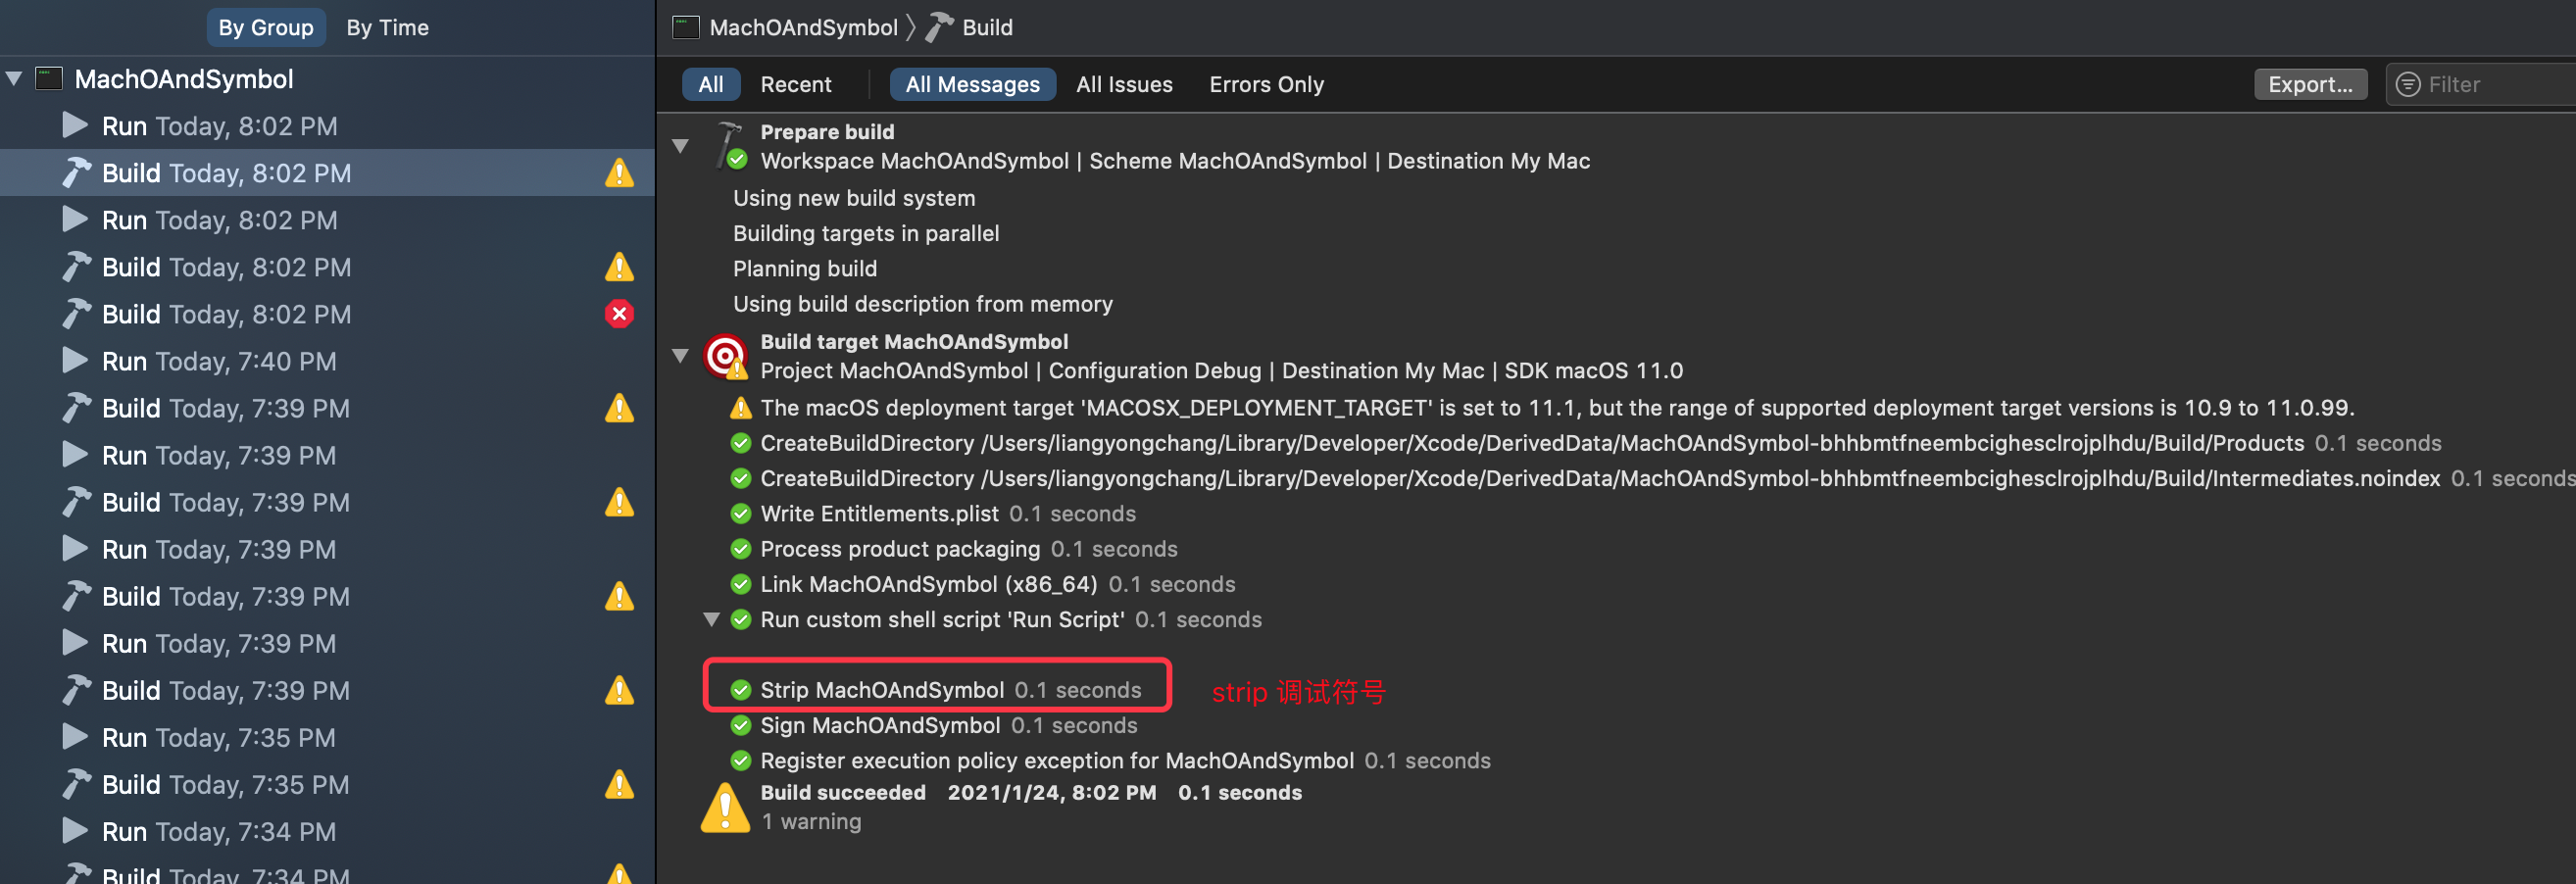 By Group By Time
MachOAndSymbol
Run Today, 8:02 PM
Build Today, 8:02 PM
Run Today, 8:02 PM
Build Today, 8:02 PM
Build Today, 8:02 PM
Run Today, 7:40 PM
Build Today, 7:39 PM
Run Today, 7:39 PM
Build Today, 7:39 PM
Run Today, 7:39 PM
Build Today, 7:39 PM
Run Today, 7:39 PM
Build Today, 7:39 PM
Run Today, 7:35 PM
Build Today, 7:35 PM
Run Today, 7:34 PM
Build Today, 7:34 PM
MachOAndSymbol Build
All Recent All Messages All Issues Errors Only Export... Filter
Prepare build
Workspace MachOAndSymbol | Scheme MachOAndSymbol | Destination My Mac
Using new build system
Building targets in parallel
Planning build
Using build description from memory
Build target MachOAndSymbol
Project MachOAndSymbol | Configuration Debug | Destination My Mac | SDK macOS 11.0
The macOS deployment target 'MACOSX_DEPLOYMENT_TARGET' is set to 11.1, but the range of supported deployment target versions is 10.9 to 11.0.99.
CreateBuildDirectory /Users/liangyongchang/Library/Developer/Xcode/DerivedData/MachOAndSymbol-bhhbmtfneembcighesclrojplhdu/Build/Products 0.1 seconds
CreateBuildDirectory /Users/liangyongchang/Library/Developer/Xcode/DerivedData/MachOAndSymbol-bhhbmtfneembcighesclrojplhdu/Build/Intermediates.noindex 0.1 seconds
Write Entitlements.plist 0.1 seconds
Process product packaging 0.1 seconds
Link MachOAndSymbol (x86_64) 0.1 seconds
Run custom shell script 'Run Script' 0.1 seconds
Strip MachOAndSymbol 0.1 seconds strip 调试符号
Sign MachOAndSymbol 0.1 seconds
Register execution policy exception for MachOAndSymbol 0.1 seconds
Build succeeded 2021/1/24, 8:02 PM 0.1 seconds
1 warning